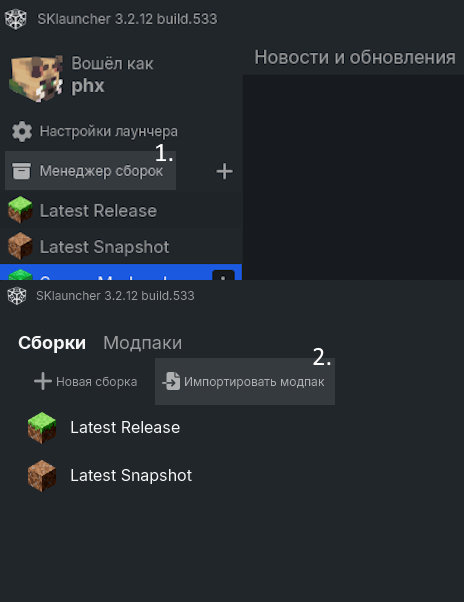 SKlauncher 3.2.12 build.533
Вошёл как
phx
Новости и обновления
Настройки лаунчера
1.
Менеджер сборок
Latest Release
Latest Snapshot
SKlauncher 3.2.12 build.533
Сборки Модпаки
2.
Новая сборка Импортировать модпак
Latest Release
Latest Snapshot